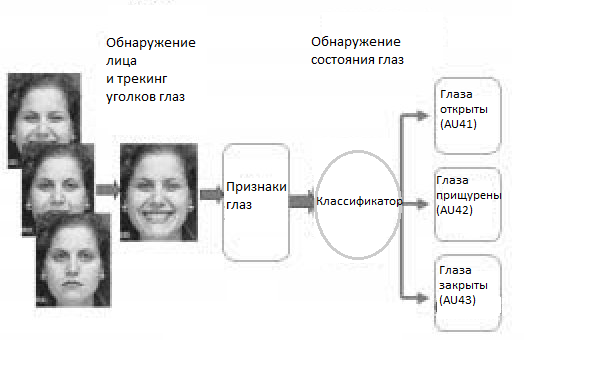 Обнаружение
лица
и трекинг
уголков глаз
Обнаружение
состояния глаз
Признаки
глаз
Классификатор
Глаза
открыты
(AU41)
Глаза
прищурены
(AU42)
Глаза
закрыты
(AU43)